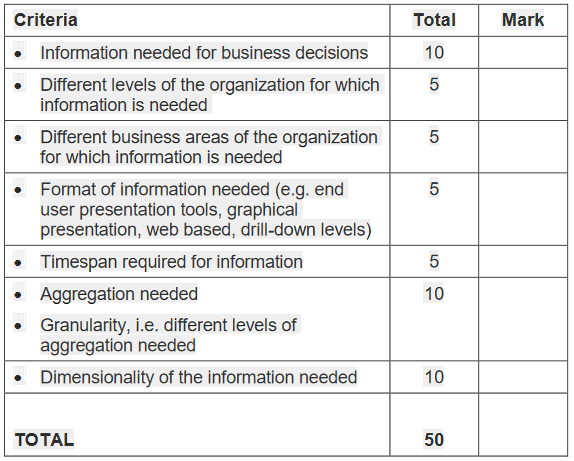 Criteria Total Mark
• Information needed for business decisions 10
• Different levels of the organization for which 5
information is needed
• Different business areas of the organization 5
for which information is needed
• Format of information needed (e.g. end 5
user presentation tools, graphical
presentation, web based, drill-down levels)
• Timespan required for information 5
• Aggregation needed 10
• Granularity, i.e. different levels of
aggregation needed
• Dimensionality of the information needed 10
TOTAL 50